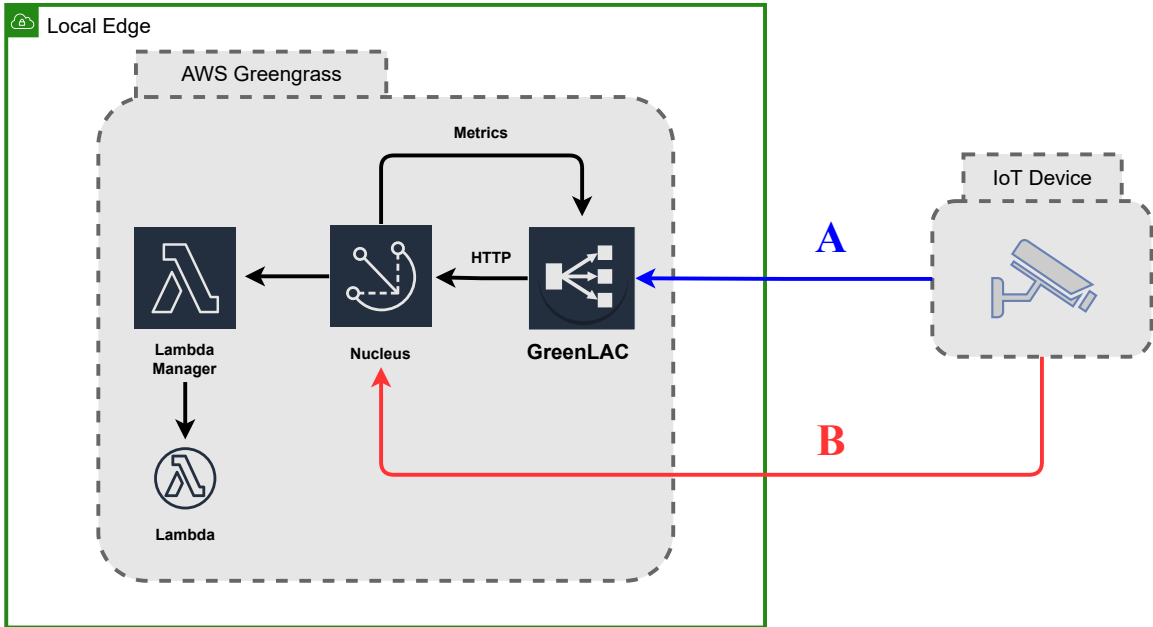 Local Edge
AWS Greengrass
Metrics
IoT Device
A
HTTP
Lambda
Manager
Nucleus
GreenLAC
B
Lambda